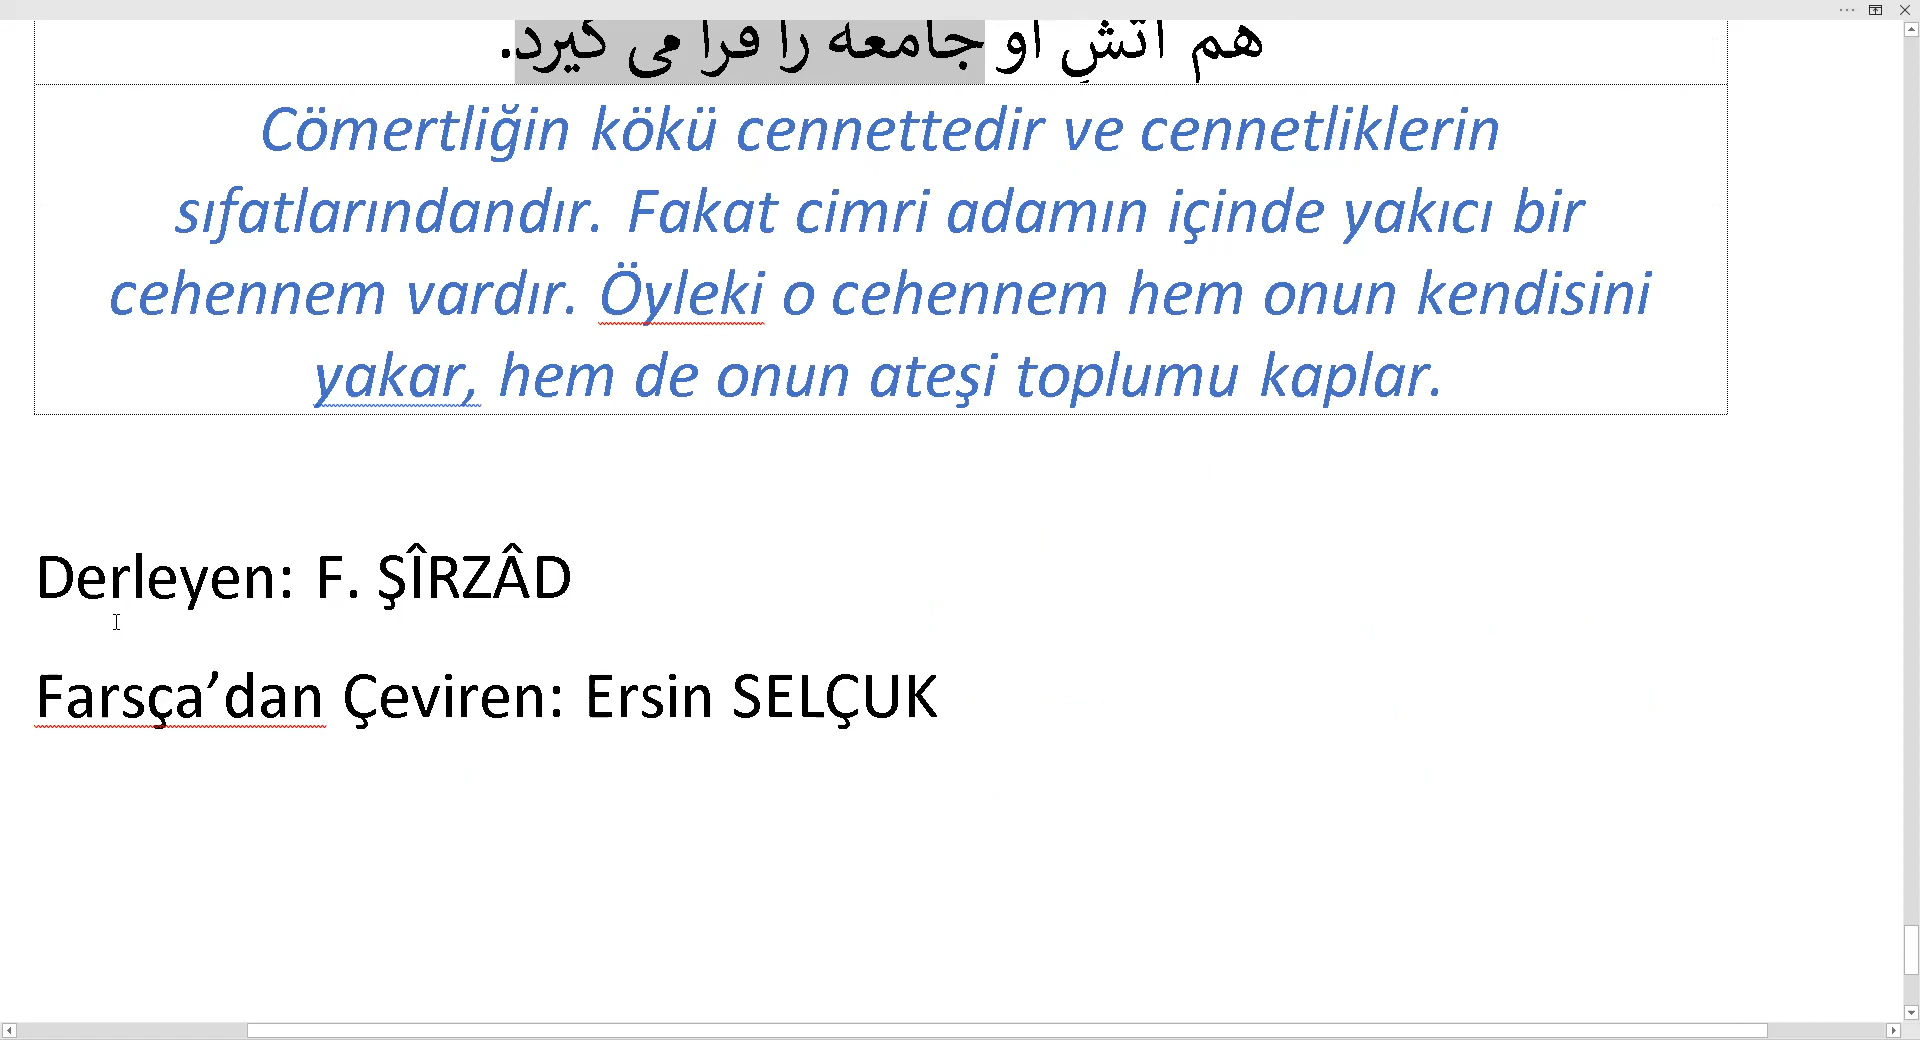 هم آتشِ او جامعه را فرا می گیرد.
Cömertliğin kökü cennettedir ve cennetliklerin
sıfatlarındandır. Fakat cimri adamın içinde yakıcı bir
cehennem vardır. Öyleki o cehennem hem onun kendisini
yakar, hem de onun ateşi toplumu kaplar.
Derleyen: F. ŞÎRZÂD
Farsça’dan Çeviren: Ersin SELÇUK